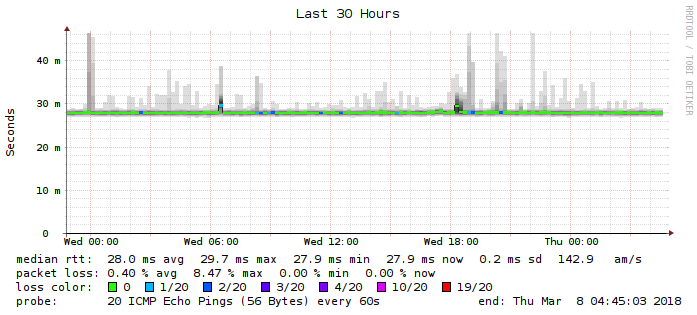 Last 30 Hours
RRDTOOL / TOBI OETIKER
Seconds
40 m
30 m
20 m
10 m
0
Wed 00:00 Wed 06:00 Wed 12:00 Wed 18:00 Thu 00:00
median rtt: 28.0 ms avg 29.7 ms max 27.9 ms min 27.9 ms now 0.2 ms sd 142.9 am/s
packet loss: 0.40 % avg 8.47 % max 0.00 % min 0.00 % now
loss color: 0 1/20 2/20 3/20 4/20 10/20 19/20
probe: 20 ICMP Echo Pings (56 Bytes) every 60s end: Thu Mar 8 04:45:03 2018